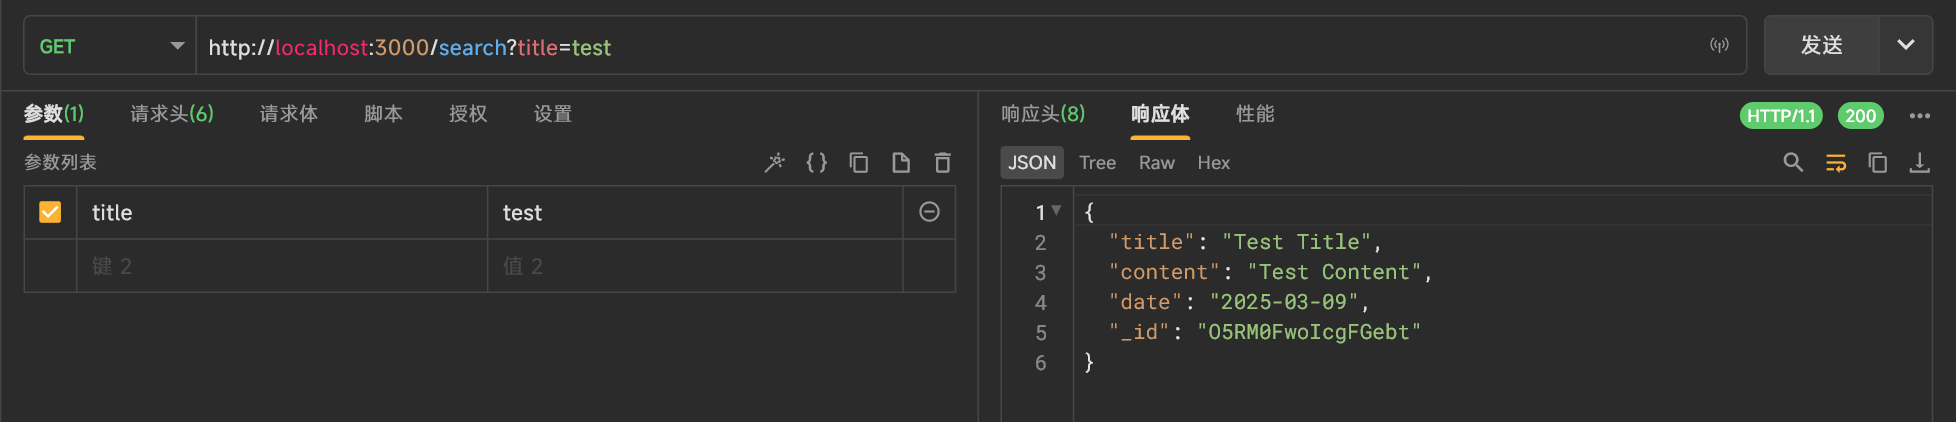 GET http://localhost:3000/search?title=test 发送
参数(1) 请求头(6) 请求体 脚本 授权 设置
参数列表
title test
键 2 值 2
响应头(8) 响应体 性能 HTTP/1.1 200
JSON Tree Raw Hex
1 {
2 "title": "Test Title",
3 "content": "Test Content",
4 "date": "2025-03-09",
5 "_id": "O5RM0FwoIcgFGebt"
6 }